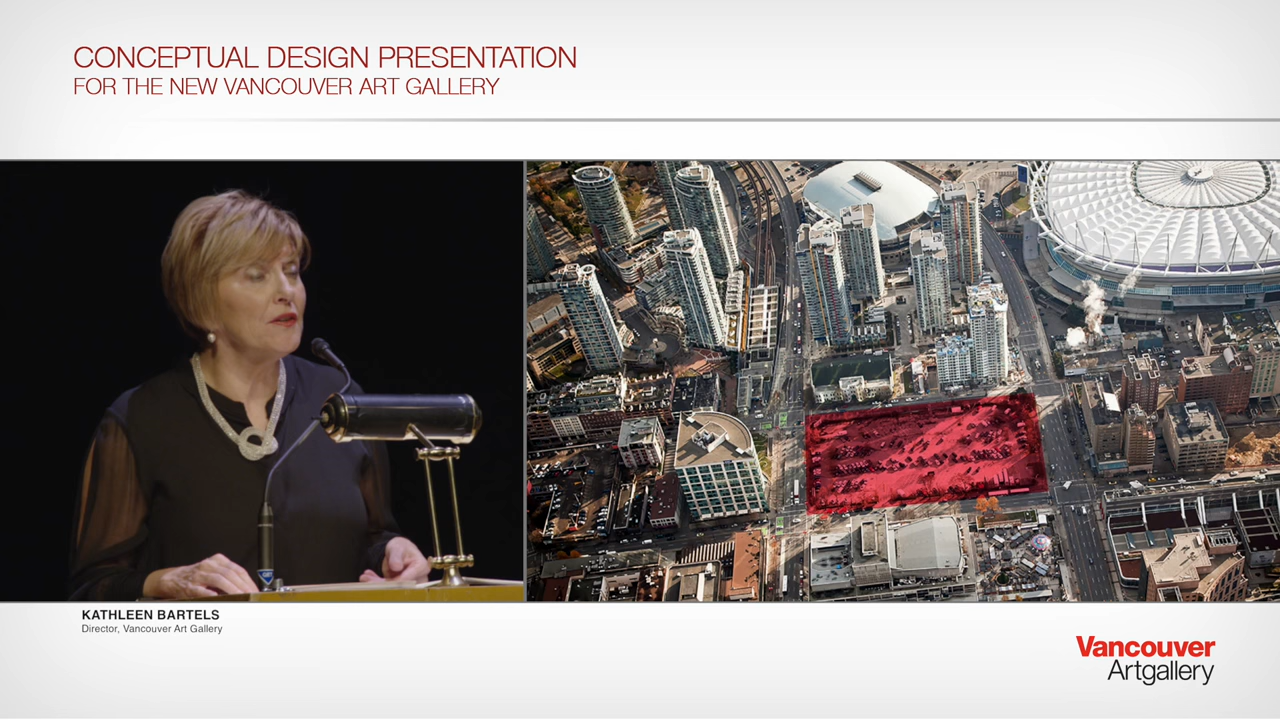 CONCEPTUAL DESIGN PRESENTATION
FOR THE NEW VANCOUVER ART GALLERY
KATHLEEN BARTELS
Director, Vancouver Art Gallery
Vancouver
Artgallery